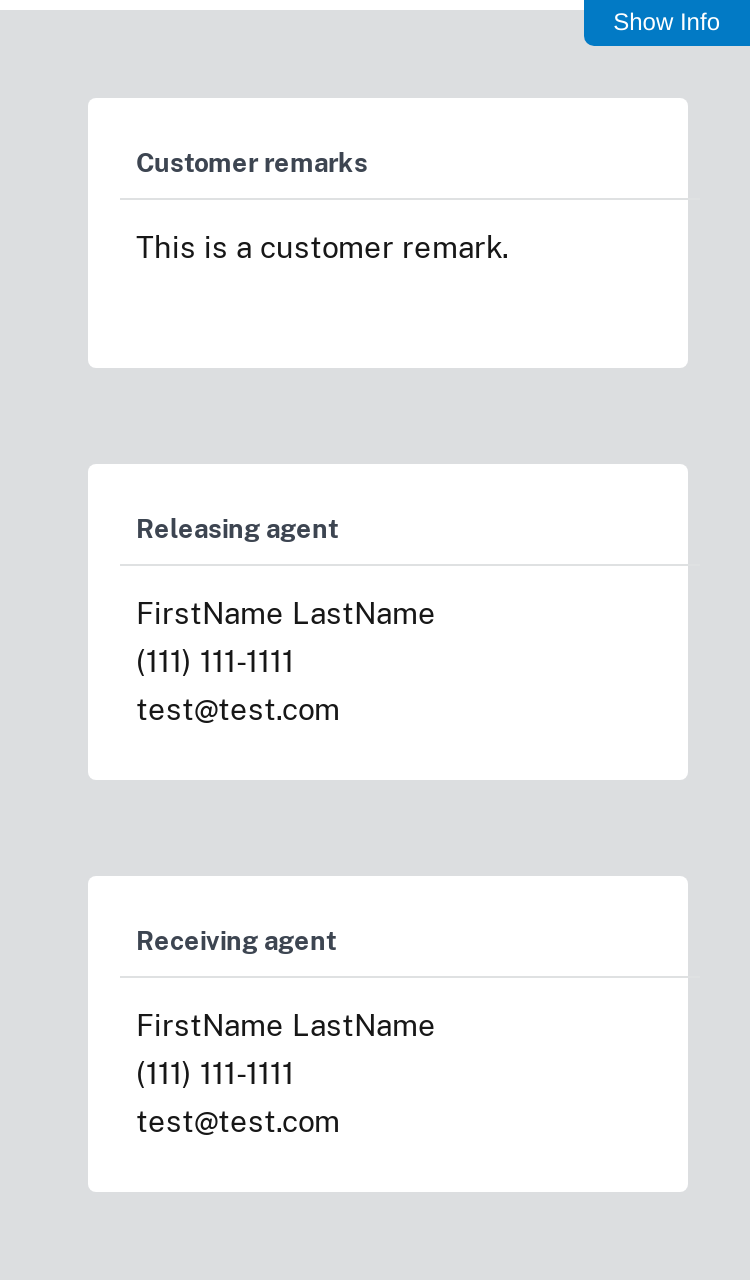 Show Info
Customer remarks
This is a customer remark.
Releasing agent
FirstName LastName
(111) 111-1111
test@test.com
Receiving agent
FirstName LastName
(111) 111-1111
test@test.com